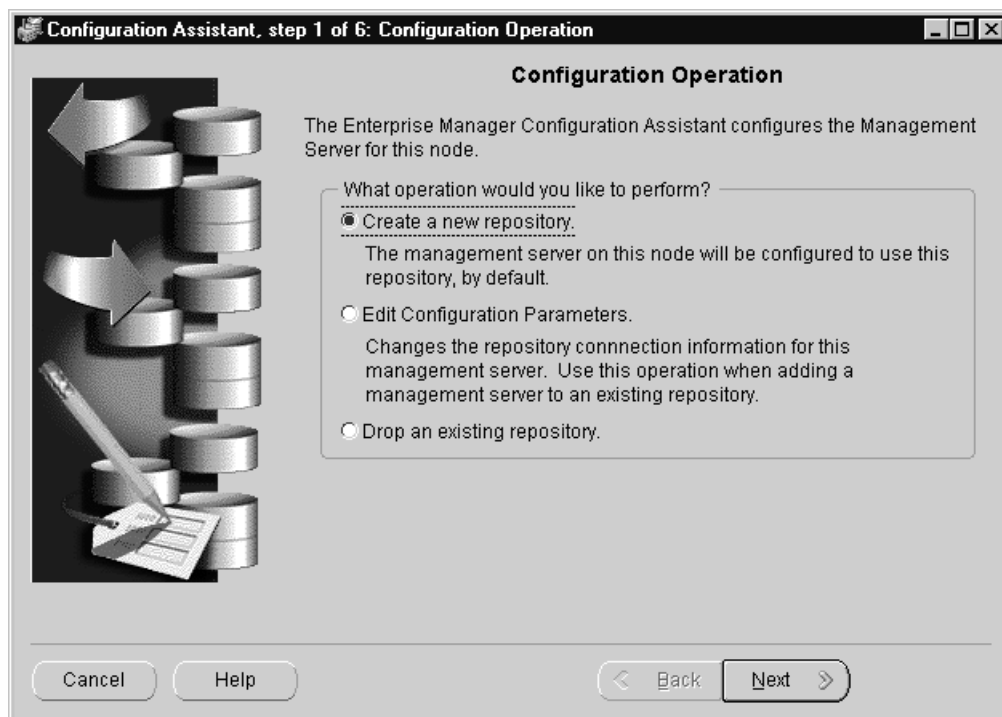 Configuration Assistant, step 1 of 6: Configuration Operation
Configuration Operation
The Enterprise Manager Configuration Assistant configures the Management
Server for this node.
What operation would you like to perform?
Create a new repository.
The management server on this node will be configured to use this
repository, by default.
Edit Configuration Parameters.
Changes the repository connnection information for this
management server.  Use this operation when adding a
management server to an existing repository.
Drop an existing repository.
Cancel
Help
Back
Next